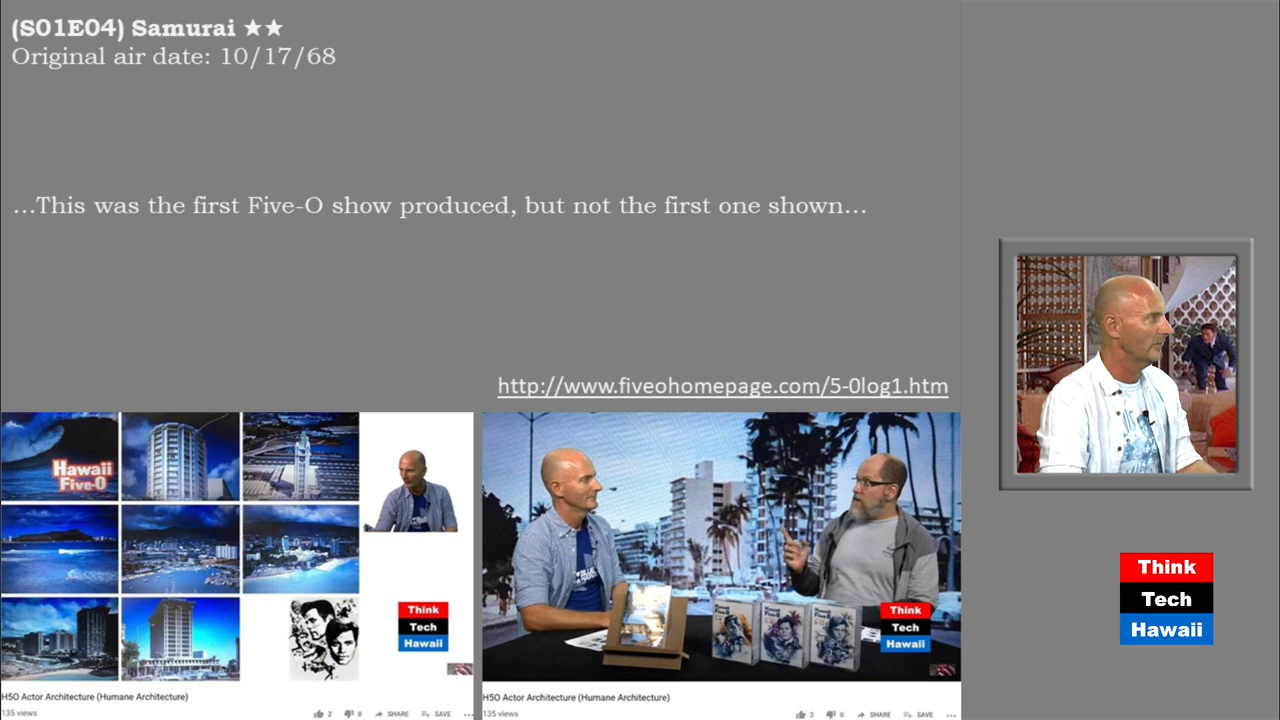 (S01E04) Samurai ★★
Original air date: 10/17/68
...This was the first Five-O show produced, but not the first one shown...
http://www.fiveohomepage.com/5-0log1.htm
Hawaii
Five-O
Think
Tech
Hawaii
H5O Actor Architecture (Humane Architecture)
135 views
2
0
SHARE
SAVE
...
Think
Tech
Hawaii
H5O Actor Architecture (Humane Architecture)
135 views
2
0
SHARE
SAVE
...
Think
Tech
Hawaii